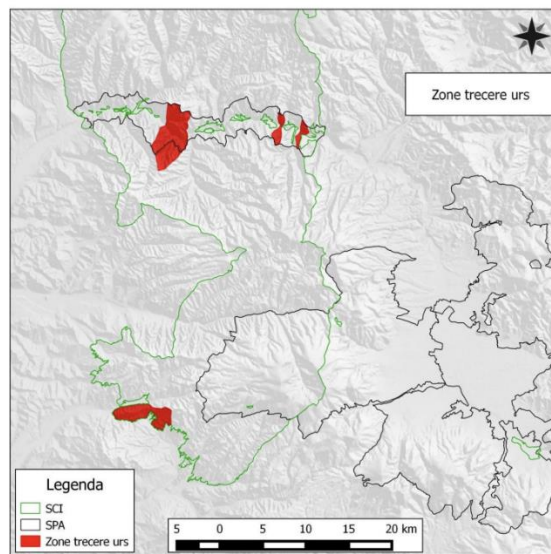 Zone trecere urs
Legenda
SCI
SPA
Zone trecere urs
5 0 5 10 15 20 km